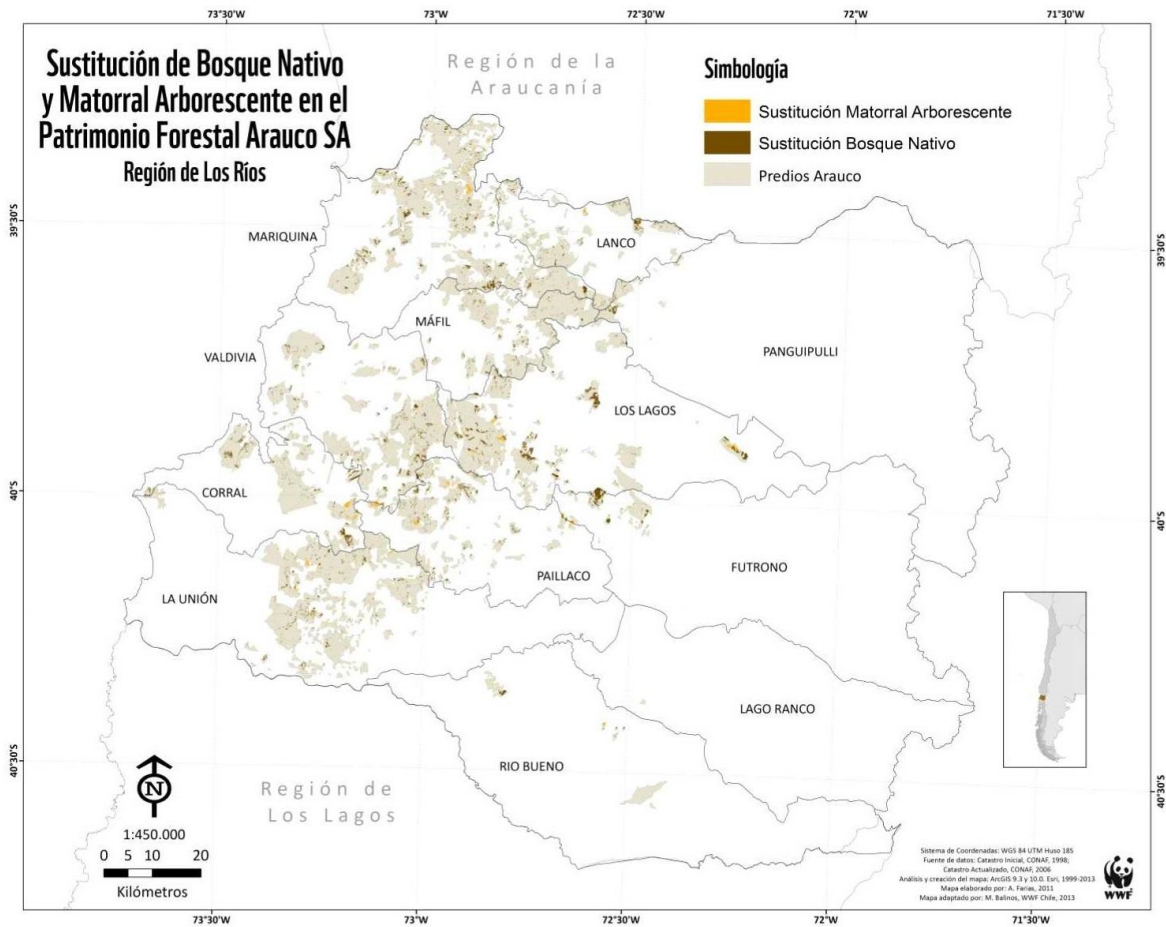 73°30'W
73°W
72°30'W
72°W
71°30'W
Sustitución de Bosque Nativo
y Matorral Arborescente en el
Patrimonio Forestal Arauco SA
Región de Los Ríos
Región de la
Araucanía
Simbología
Sustitución Matorral Arborescente
Sustitución Bosque Nativo
Predios Arauco
39°30'S
39°30'S
MARIQUINA
LANCO
MÁFIL
VALDIVIA
PANGUIPULLI
LOS LAGOS
CORRAL
40°S
40°S
FUTRONO
PAILLACO
LA UNIÓN
LAGO RANCO
RIO BUENO
40°30'S
40°30'S
Región de
Los Lagos
N
1:450.000
0 5 10 20
Kilómetros
Sistema de Coordenadas: WGS 84 UTM Huso 18S
Fuente de datos: Catastro Inicial, CONAF, 1998;
Catastro Actualizado, CONAF, 2006
Análisis y creación del mapa: ArcGIS 9.3 y 10.0. Esri, 1999-2013
Mapa elaborado por: A. Farias, 2011
Mapa adaptado por: M. Balinos, WWF Chile, 2013
WWF
73°30'W
73°W
72°30'W
72°W
71°30'W